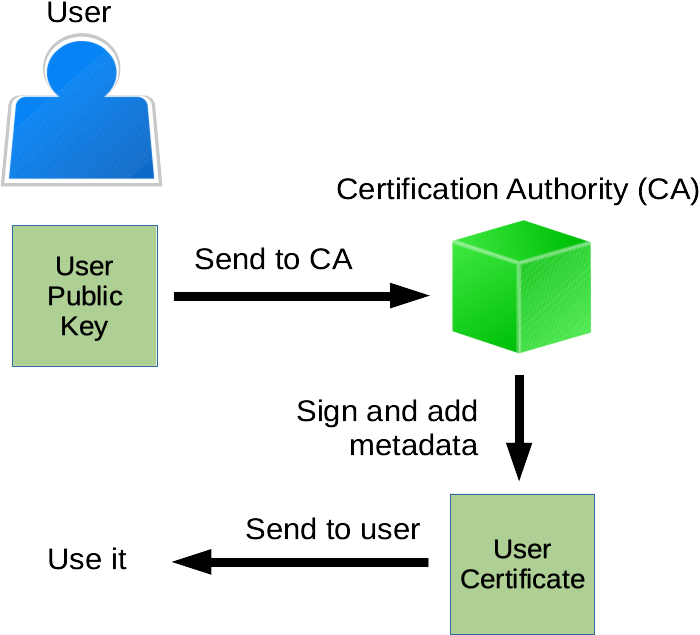 User
Certification Authority (CA)
User
Public
Key
Send to CA
Sign and add
metadata
User
Certificate
Send to user
Use it